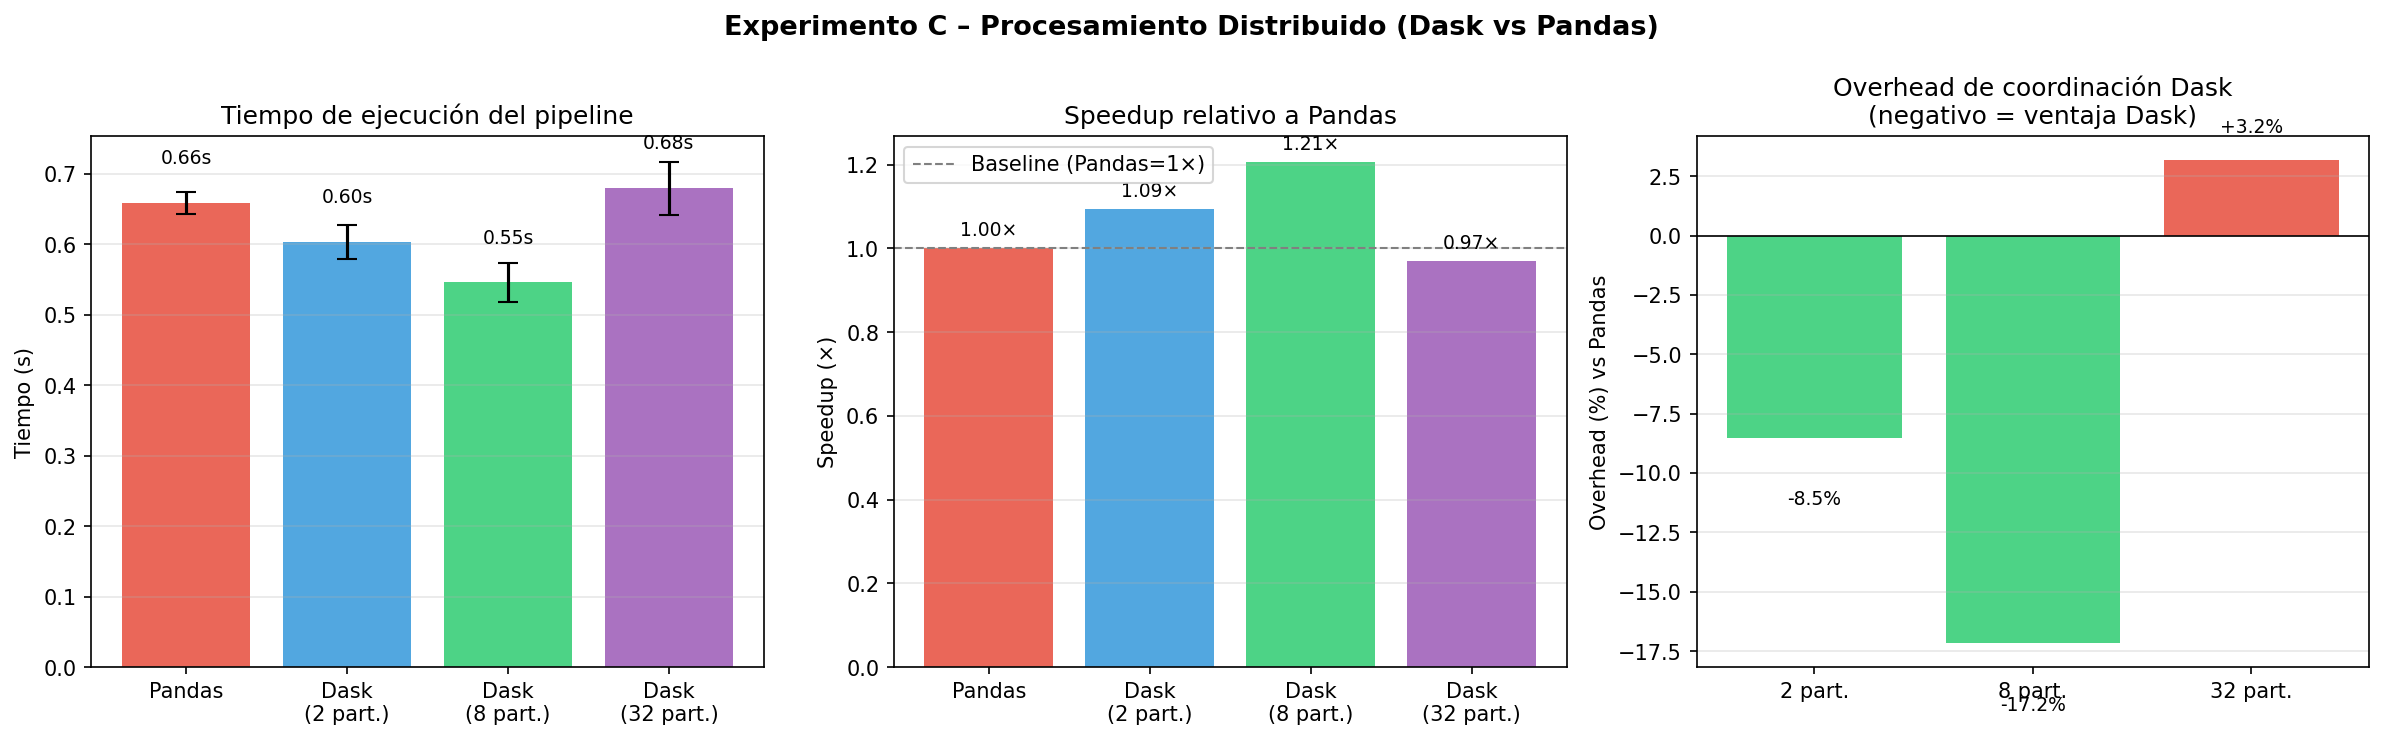 Experimento C – Procesamiento Distribuido (Dask vs Pandas)
Tiempo de ejecución del pipeline
Tiempo (s)
0.7
0.6
0.5
0.4
0.3
0.2
0.1
0.0
0.66s
0.60s
0.55s
0.68s
Pandas
Dask
(2 part.)
Dask
(8 part.)
Dask
(32 part.)
Speedup relativo a Pandas
Baseline (Pandas=1×)
Speedup (×)
1.2
1.0
0.8
0.6
0.4
0.2
0.0
1.00×
1.09×
1.21×
0.97×
Pandas
Dask
(2 part.)
Dask
(8 part.)
Dask
(32 part.)
Overhead de coordinación Dask
(negativo = ventaja Dask)
Overhead (%) vs Pandas
2.5
0.0
−2.5
−5.0
−7.5
−10.0
−12.5
−15.0
−17.5
-8.5%
-17.2%
+3.2%
2 part.
8 part.
32 part.